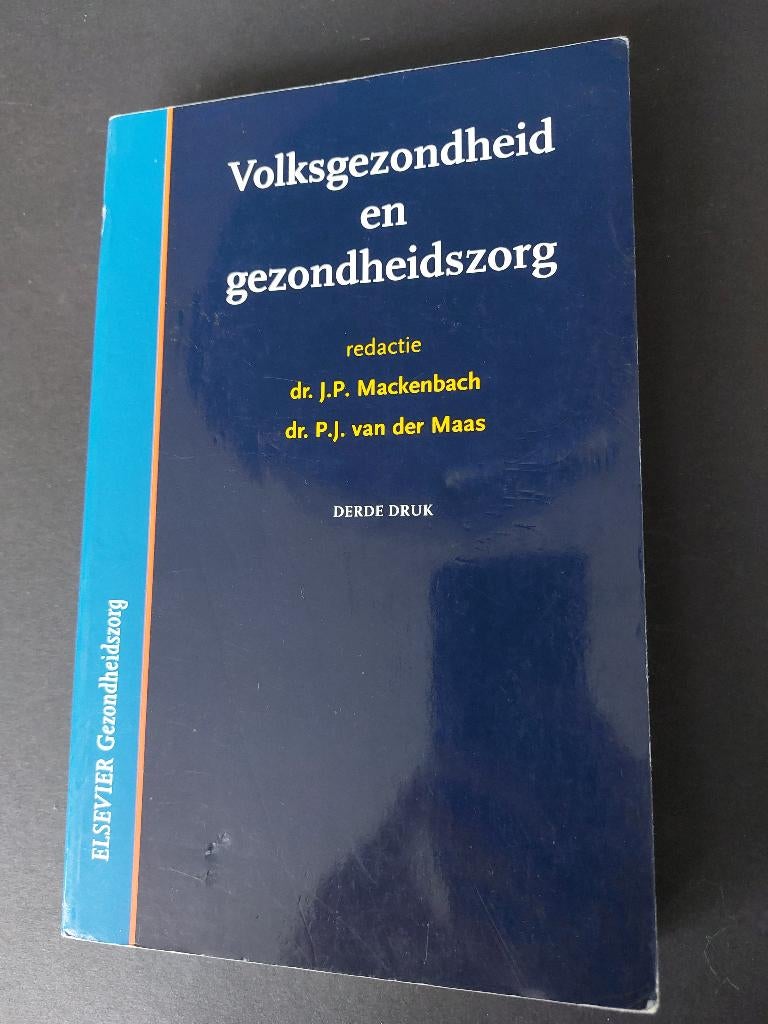 Volksgezondheid
en
gezondheidszorg
redactie
dr. J.P. Mackenbach
dr. P.J. van der Maas
DERDE DRUK
ELSEVIER Gezondheidszorg